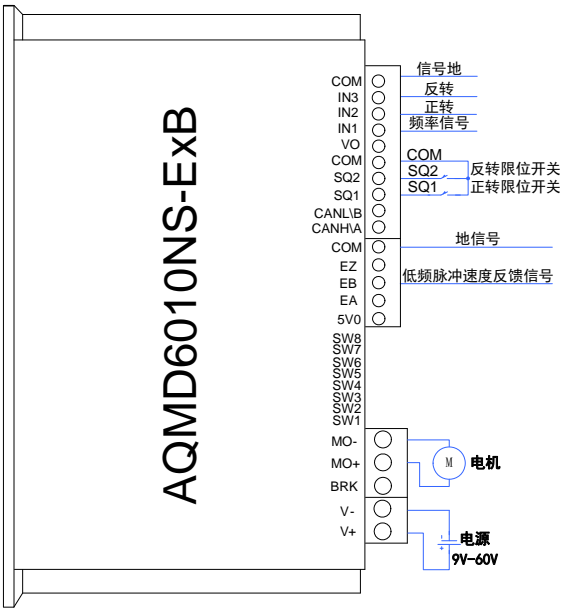 AQMD6010NS-ExB
COM 信号地
IN3 反转
IN2 正转
IN1 频率信号
VO
COM COM
SQ2 SQ2 反转限位开关
SQ1 SQ1 正转限位开关
CANL\B
CANH\A
COM 地信号
EZ
EB 低频脉冲速度反馈信号
EA
5V0
SW8
SW7
SW6
SW5
SW4
SW3
SW2
SW1
MO-
MO+ M 电机
BRK
V-
V+ 电源
9V-60V